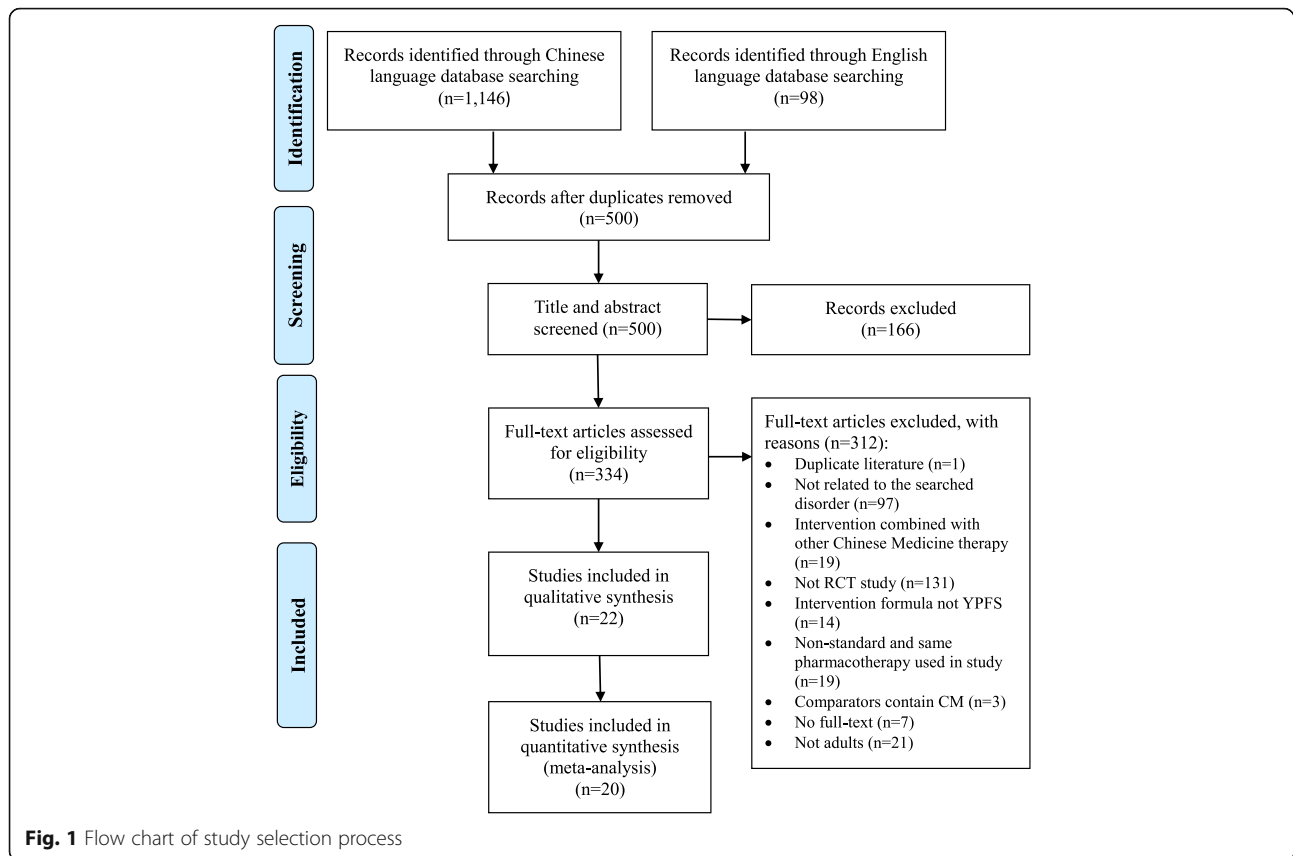 Identification
Records identified through Chinese
language database searching
(n=1,146)
Records identified through English
language database searching
(n=98)
Records after duplicates removed
(n=500)
Screening
Title and abstract
screened (n=500)
Records excluded
(n=166)
Eligibility
Full-text articles assessed
for eligibility
(n=334)
Full-text articles excluded, with
reasons (n=312):
• Duplicate literature (n=1)
• Not related to the searched
disorder (n=97)
• Intervention combined with
other Chinese Medicine therapy
(n=19)
• Not RCT study (n=131)
• Intervention formula not YPFS
(n=14)
• Non-standard and same
pharmacotherapy used in study
(n=19)
• Comparators contain CM (n=3)
• No full-text (n=7)
• Not adults (n=21)
Included
Studies included in
qualitative synthesis
(n=22)
Studies included in
quantitative synthesis
(meta-analysis)
(n=20)
Fig. 1 Flow chart of study selection process